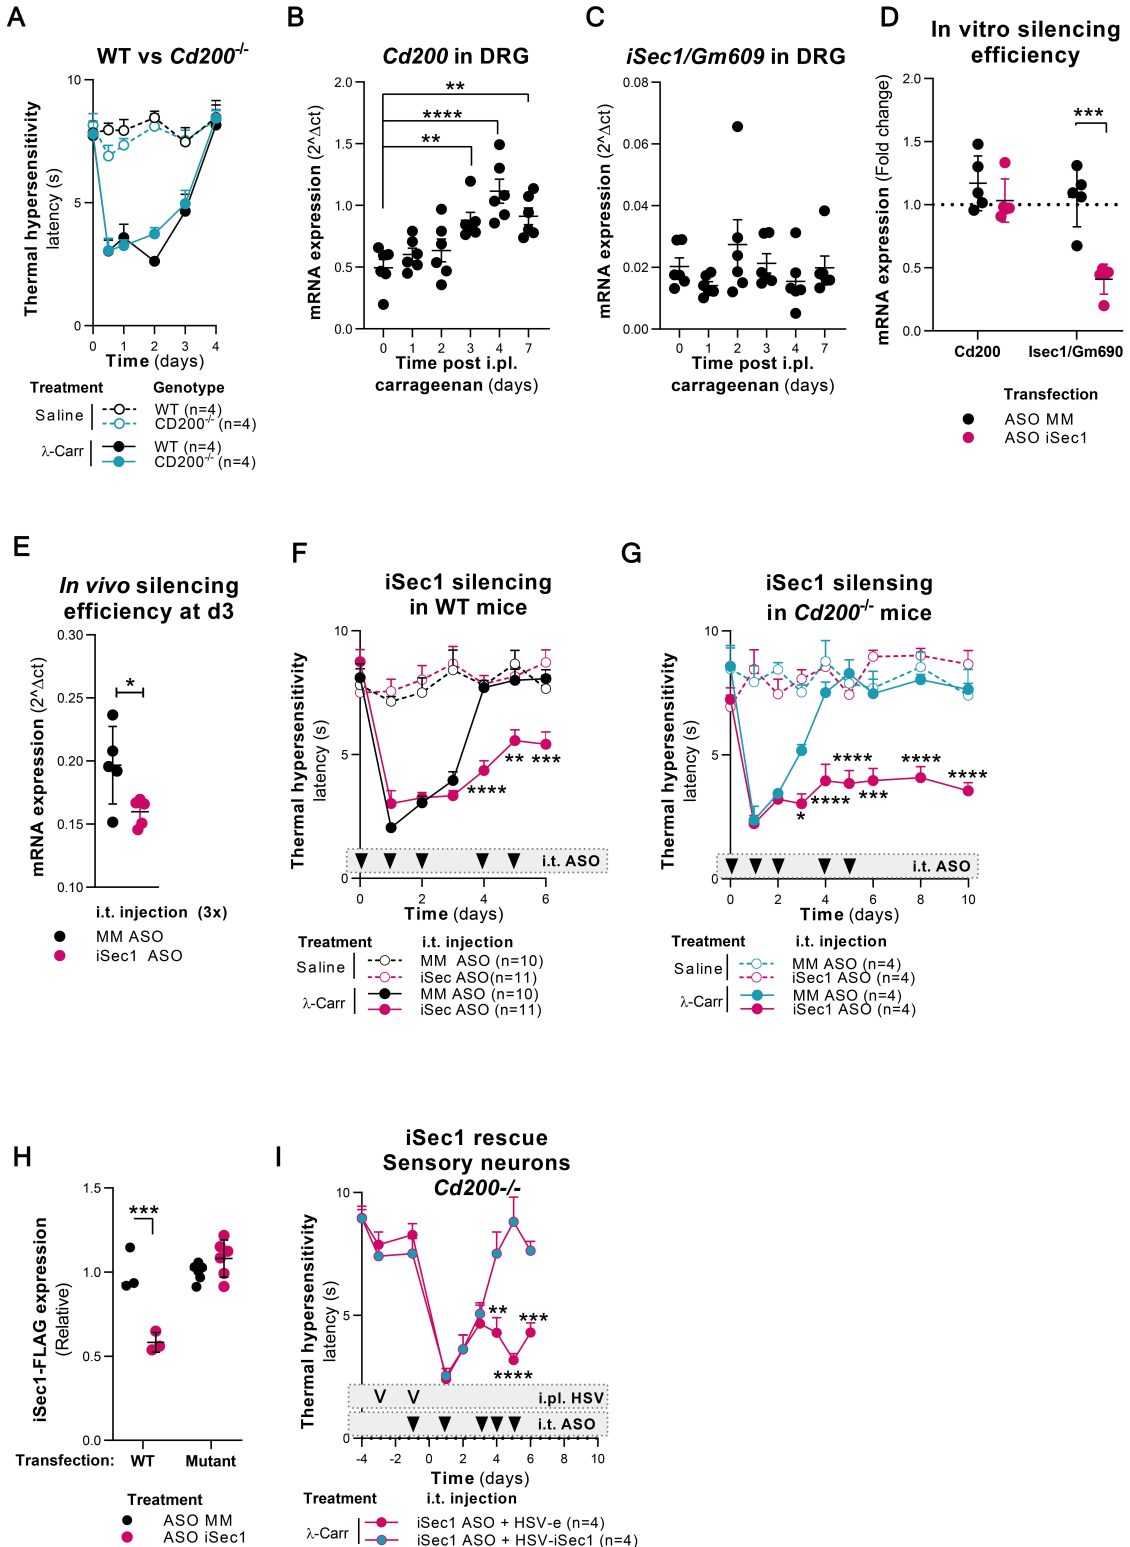 A
WT vs Cd200-/-
Thermal hypersensitivity
latency (s)
10
5
0
0 1 2 3 4
Time (days)
Treatment Genotype
Saline
WT (n=4)
CD200-/- (n=4)
λ-Carr
WT (n=4)
CD200-/- (n=4)
B
Cd200 in DRG
mRNA expression (2^Δct)
2.0
1.5
1.0
0.5
0.0
**
****
**
0 1 2 3 4 7
Time post i.pl.
carrageenan (days)
C
iSec1/Gm609 in DRG
mRNA expression (2^Δct)
0.08
0.06
0.04
0.02
0.00
0 1 2 3 4 7
Time post i.pl.
carrageenan (days)
D
In vitro silencing
efficiency
mRNA expression (Fold change)
2.0
1.5
1.0
0.5
0.0
***
Cd200 Isec1/Gm690
Transfection
ASO MM
ASO iSec1
E
In vivo silencing
efficiency at d3
mRNA expression (2^Δct)
0.30
0.25
0.20
0.15
0.10
*
i.t. injection (3x)
MM ASO
iSec1 ASO
F
iSec1 silencing
in WT mice
Thermal hypersensitivity
latency (s)
10
5
0
****
** ***
i.t. ASO
0 2 4 6
Time (days)
Treatment i.t. injection
Saline
MM ASO (n=10)
iSec ASO(n=11)
λ-Carr
MM ASO (n=10)
iSec ASO (n=11)
G
iSec1 silensing
in Cd200-/- mice
Thermal hypersensitivity
latency (s)
10
5
0
*
****
****
***
****
****
i.t. ASO
0 2 4 6 8 10
Time (days)
Treatment i.t. injection
Saline
MM ASO (n=4)
iSec1 ASO (n=4)
λ-Carr
MM ASO (n=4)
iSec1 ASO (n=4)
H
iSec1-FLAG expression
(Relative)
1.5
1.0
0.5
0.0
***
Transfection: WT Mutant
Treatment
ASO MM
ASO iSec1
I
iSec1 rescue
Sensory neurons
Cd200-/-
Thermal hypersensitivity
latency (s)
10
5
0
**
****
***
V V i.pl. HSV
i.t. ASO
-4 -2 0 2 4 6 8 10
Time (days)
Treatment i.t. injection
λ-Carr
iSec1 ASO + HSV-e (n=4)
iSec1 ASO + HSV-iSec1 (n=4)